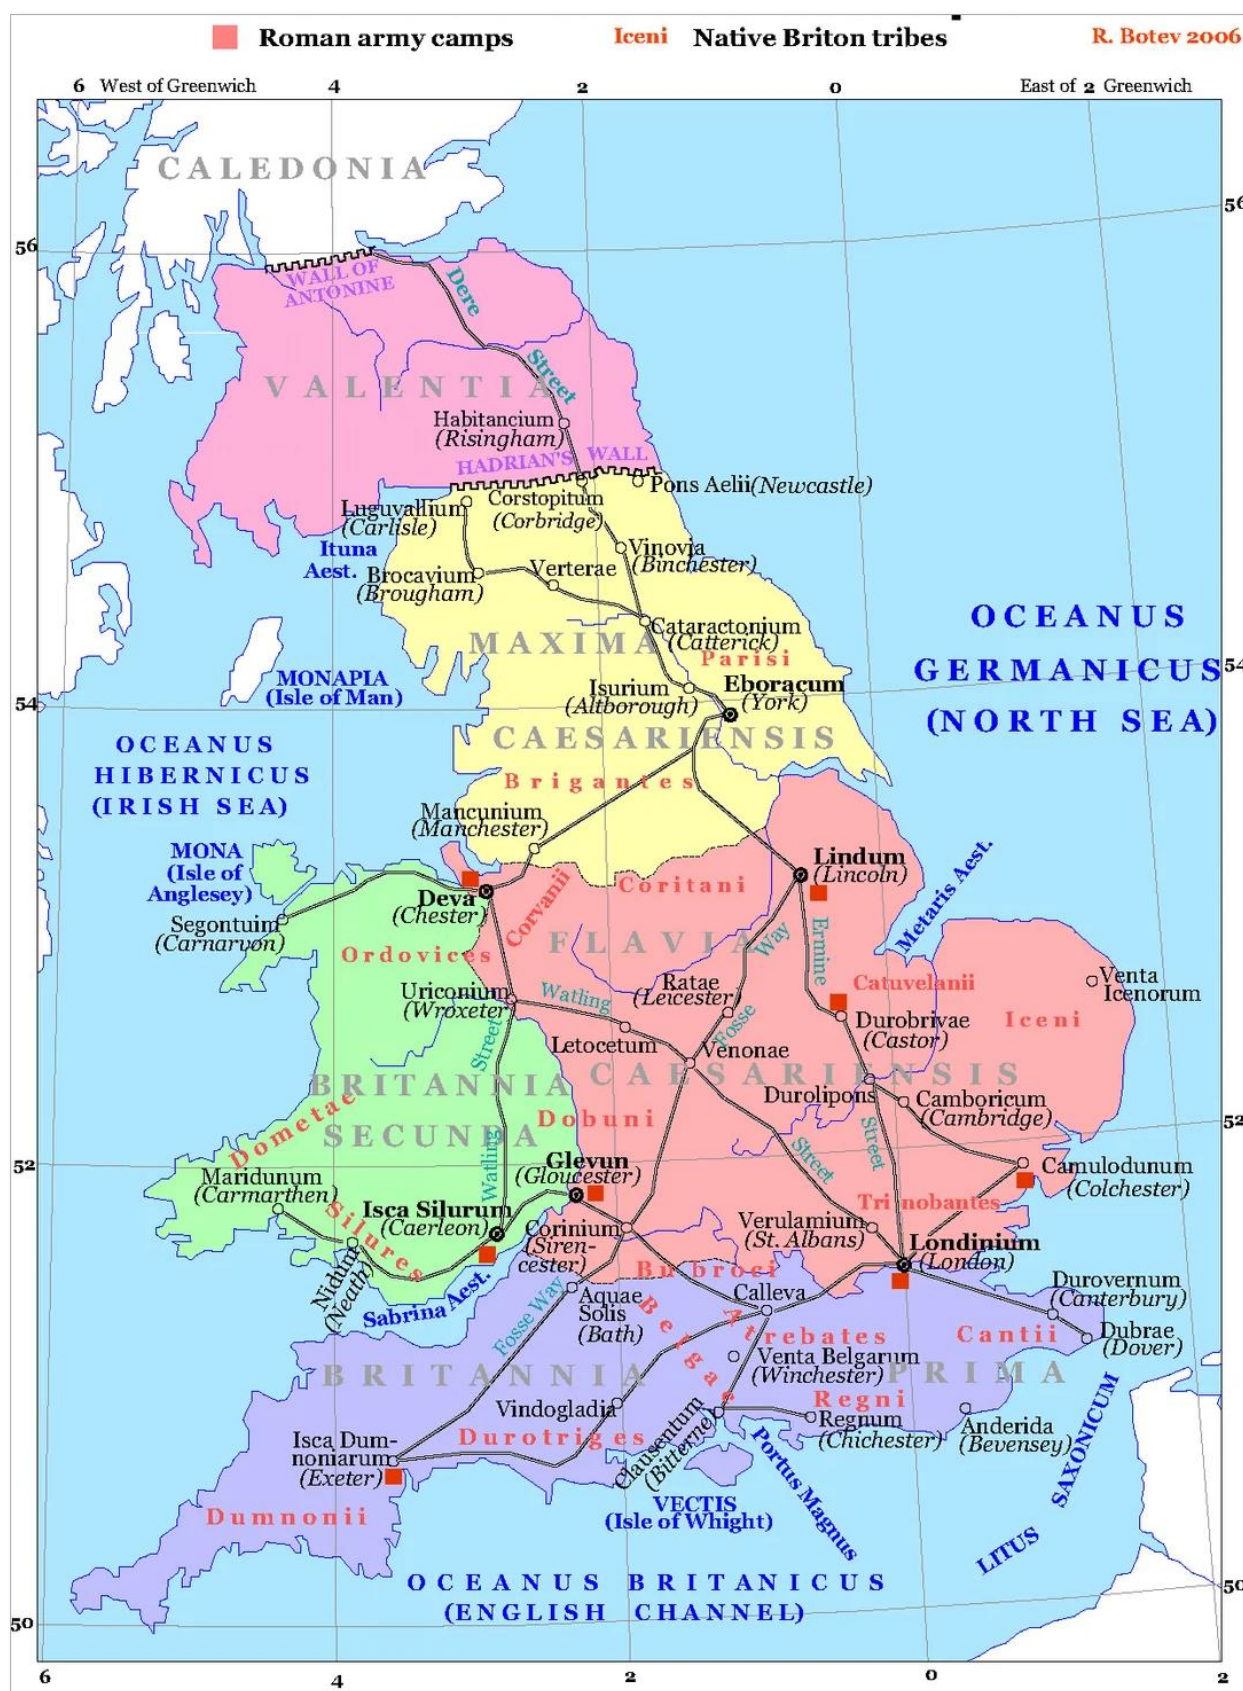 Roman army camps
Iceni Native Briton tribes
R. Botev 2006
6 West of Greenwich 4 2 0 East of 2 Greenwich
CALEDONIA
56
56
WALL OF
ANTONINE
Dere
Street
VALENTIA
Habitancium
(Risingham)
HADRIAN'S WALL
Pons Aelii(Newcastle)
Luguvallium
(Carlisle)
Corstopitum
(Corbridge)
Ituna
Aest.
Vinovia
(Binchester)
Brocavium
(Brougham)
Verterae
OCEANUS
GERMANICUS
(NORTH SEA)
Cataractonium
(Catterick)
MAXIMA
Parisi
54
54
MONAPIA
(Isle of Man)
Isurium
(Altborough)
Eboracum
(York)
CAESARIENSIS
OCEANUS
HIBERNICUS
(IRISH SEA)
Brigantes
Mancunium
(Manchester)
MONA
(Isle of
Anglesey)
Lindum
(Lincoln)
Metaris Aest.
Deva
(Chester)
Corvanii
Coritani
Segontuim
(Carnarvon)
Ordovices
FLAVIA
Way
Ermine
Ratae
(Leicester)
Catuvelanii
Venta
Icenorum
Uriconium
(Wroxeter
Watling
Fosse
Durobrivae
(Castor)
Iceni
Street
Letocetum
Venonae
BRITANNIA
SECUNDA
CAESARIENSIS
Durolipons
Camboricum
(Cambridge)
Dometae
Dobuni
Street
Street
52
52
Watling
Maridunum
(Carmarthen)
Glevun
(Gloucester)
Camulodunum
(Colchester)
Silures
Isca Silurum
(Caerleon)
Trinobantes
Corinium
(Siren-
cester)
Verulamium
(St. Albans)
Londinium
(London)
Nidum
(Neath)
Sabrina Aest.
Bubroci
Durovernum
(Canterbury)
Fosse Way
Aquae
Solis
(Bath)
Calleva
Bergae
Atrebates
Cantii
Dubrae
(Dover)
BRITANNIA
PRIMA
Venta Belgarum
(Winchester)
Vindogladia
Regni
Regnum
(Chichester)
Anderida
(Bevensey)
Isca Dum-
noniarum
(Exeter)
Durotriges
Clausentum
(Bitterne)
Portus Magnus
LITUS SAXONICUM
VECTIS
(Isle of Whight)
Dumnonii
OCEANUS BRITANICUS
(ENGLISH CHANNEL)
50
50
6 4 2 0 2